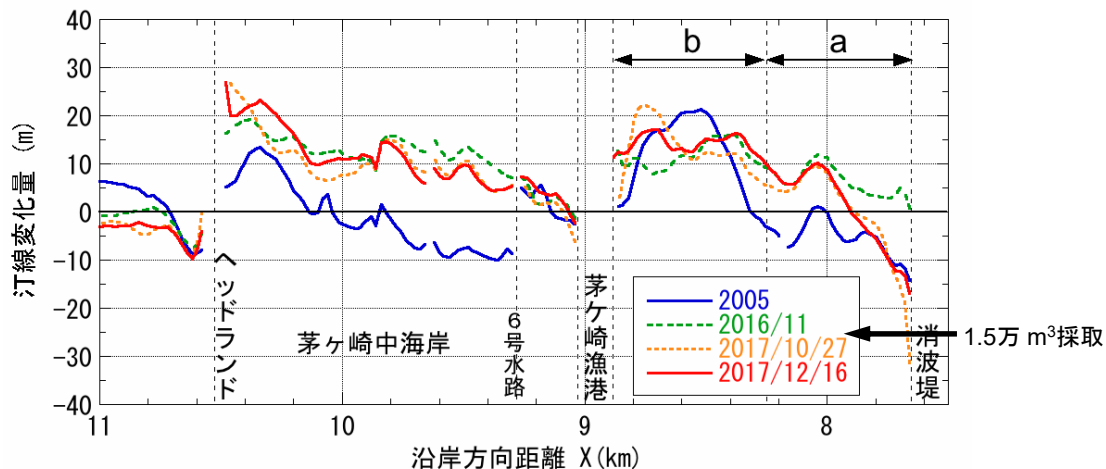 40
30
20
10
0
-10
-20
-30
-40
汀線変化量 (m)
b
a
ヘッドランド
茅ヶ崎中海岸
6号水路
茅ケ崎漁港
消波堤
2005
2016/11
2017/10/27
2017/12/16
1.5万 m³採取
11
10
9
8
沿岸方向距離 X(km)